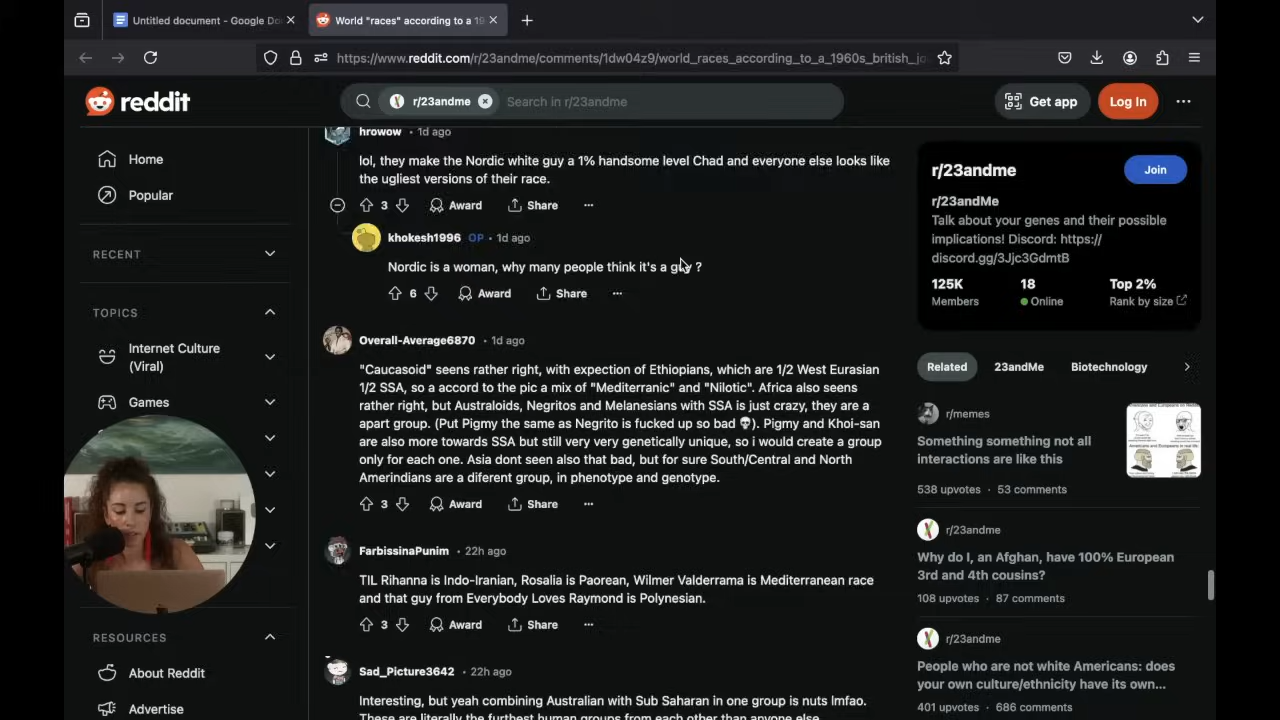 Untitled document - Google Do
World "races" according to a 19
https://www.reddit.com/r/23andme/comments/1dw04z9/world_races_according_to_a_1960s_british_jo
reddit
r/23andme
Search in r/23andme
Get app
Log In
Home
Popular
RECENT
TOPICS
Internet Culture
(Viral)
Games
RESOURCES
About Reddit
Advertise
hrowow • 1d ago
lol, they make the Nordic white guy a 1% handsome level Chad and everyone else looks like
the ugliest versions of their race.
3
Award
Share
khokesh1996 OP • 1d ago
Nordic is a woman, why many people think it's a guy ?
6
Award
Share
Overall-Average6870 • 1d ago
"Caucasoid" seens rather right, with expection of Ethiopians, which are 1/2 West Eurasian
1/2 SSA, so a accord to the pic a mix of "Mediterranic" and "Nilotic". Africa also seens
rather right, but Australoids, Negritos and Melanesians with SSA is just crazy, they are a
apart group. (Put Pigmy the same as Negrito is fucked up so bad 💀). Pigmy and Khoi-san
are also more towards SSA but still very very genetically unique, so i would create a group
only for each one. Asia dont seen also that bad, but for sure South/Central and North
Amerindians are a diferent group, in phenotype and genotype.
3
Award
Share
FarbissinaPunim • 22h ago
TIL Rihanna is Indo-Iranian, Rosalia is Paorean, Wilmer Valderrama is Mediterranean race
and that guy from Everybody Loves Raymond is Polynesian.
3
Award
Share
Sad_Picture3642 • 22h ago
Interesting, but yeah combining Australian with Sub Saharan in one group is nuts lmfao.
These are literally the furthest human groups from each other than anyone else
r/23andme
Join
r/23andMe
Talk about your genes and their possible
implications! Discord: https://
discord.gg/3Jjc3GdmtB
125K
18
Top 2%
Members
Online
Rank by size
Related
23andMe
Biotechnology
r/memes
Something something not all
interactions are like this
538 upvotes • 53 comments
r/23andme
Why do I, an Afghan, have 100% European
3rd and 4th cousins?
108 upvotes • 87 comments
r/23andme
People who are not white Americans: does
your own culture/ethnicity have its own...
401 upvotes • 686 comments